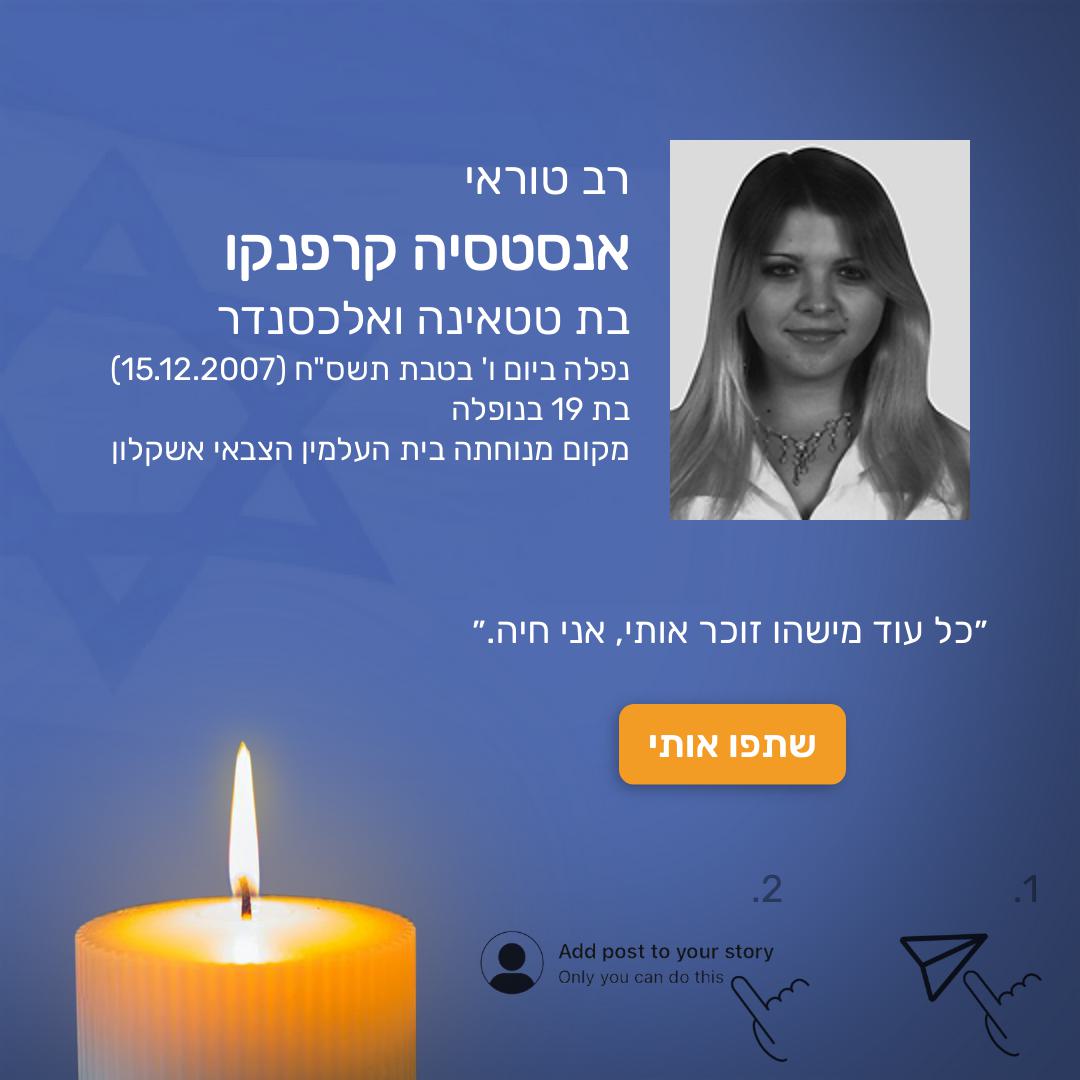 רב טוראי
אנסטסיה קרפנקו
בת טטאינה ואלכסנדר
נפלה ביום ו' בטבת תשס"ח (15.12.2007)
בת 19 בנופלה
מקום מנוחתה בית העלמין הצבאי אשקלון
״כל עוד מישהו זוכר אותי, אני חיה.״
שתפו אותי
1.
2.
Add post to your story
Only you can do this